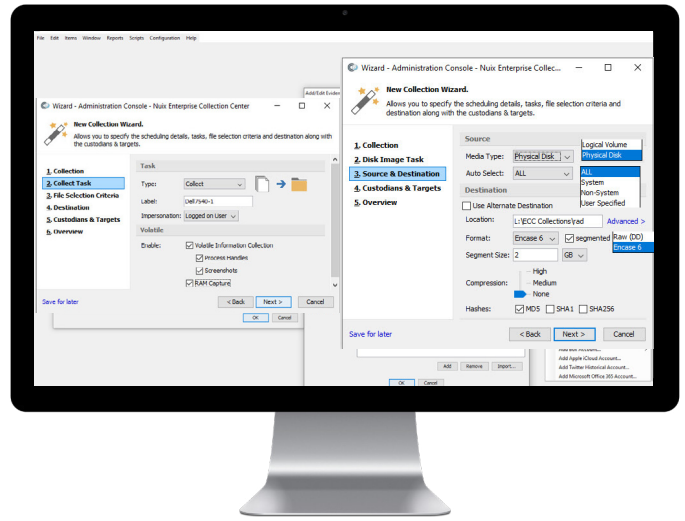 File Edit Items Window Reports Scripts Configuration Help
Add/Edit Eviden
Wizard - Administration Console - Nuix Enterprise Collection Center
New Collection Wizard.
Allows you to specify the scheduling details, tasks, file selection criteria and destination along with
the custodians & targets.
1. Collection
2. Collect Task
3. File Selection Criteria
4. Destination
5. Custodians & Targets
6. Overview
Task
Type: Collect
Label: Dell7540-1
Impersonation: Logged on User
Volatile
Enable: Volatile Information Collection
Process Handles
Screenshots
RAM Capture
Save for later
< Back Next > Cancel
OK Cancel
Wizard - Administration Console - Nuix Enterprise Collec...
New Collection Wizard.
Allows you to specify the scheduling details, tasks, file selection criteria and
destination along with the custodians & targets.
1. Collection
2. Disk Image Task
3. Source & Destination
4. Custodians & Targets
5. Overview
Source
Media Type: Physical Disk
Logical Volume
Physical Disk
Auto Select: ALL
ALL
System
Non-System
User Specified
Destination
Use Alternate Destination
Location: L:\ECC Collections\rad Advanced >
Format: Encase 6 segmented
Raw (DD)
Encase 6
Segment Size: 2 GB
Compression:
High
Medium
None
Hashes: MD5 SHA1 SHA256
Save for later
< Back Next > Cancel
Add Remove Import...
OK Cancel
Add Apple iCloud Account...
Add Twitter Historical Account...
Add Microsoft Office 365 Account...